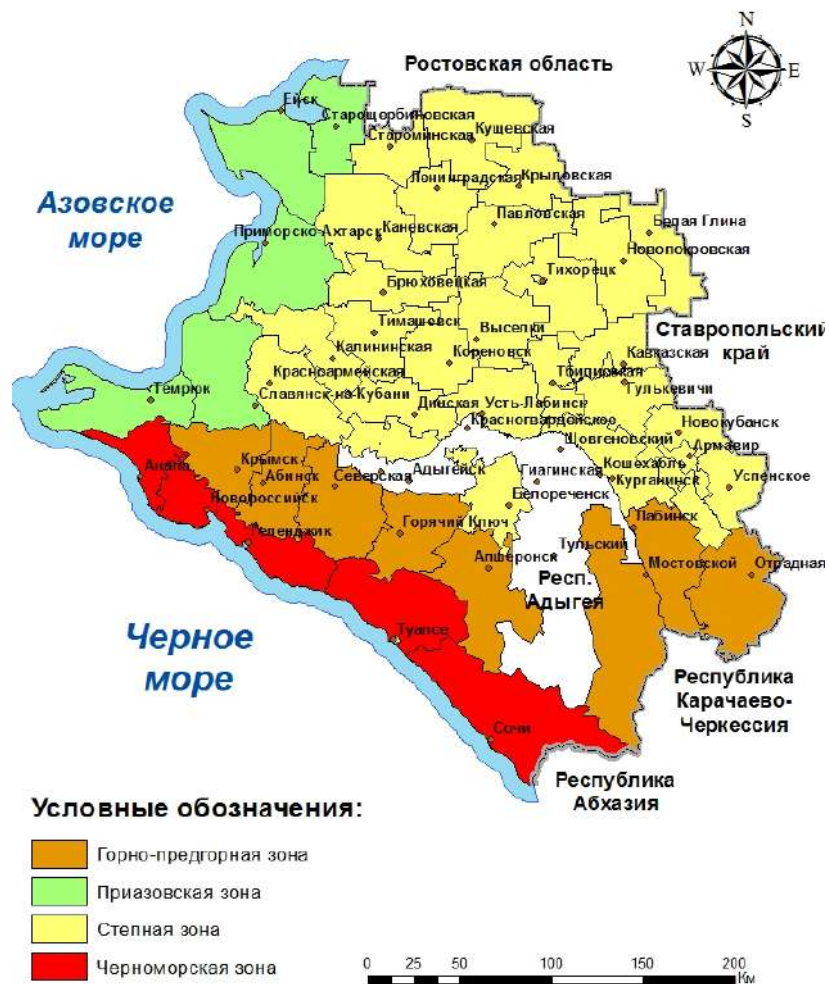 N
W E
S
Ростовская область
Ейск
Старощербиновская
Староминская
Кущевская
Ленинградская
Крыловская
Азовское
море
Приморско-Ахтарск
Каневская
Павловская
Белая Глина
Новопокровская
Тихорецк
Брюховецкая
Тимашевск
Выселки
Ставропольский
край
Калининская
Кореновск
Кавказская
Тбилисская
Тулькевичи
Красноармейская
Темрюк
Славянск-на-Кубани
Динская
Усть-Лабинск
Красногвардейское
Новокубанск
Шовгеновский
Армавир
Анапа
Крымск
Абинск
Северская
Адыгейск
Гиагинская
Кошехабль
Курганинск
Успенское
Новороссийск
Белореченск
Геленджик
Горячий Ключ
Лабинск
Апшеронск
Тульский
Мостовской
Отрадная
Респ.
Адыгея
Черное
море
Туапсе
Республика
Карачаево-
Черкессия
Сочи
Республика
Абхазия
Условные обозначения:
Горно-предгорная зона
Приазовская зона
Степная зона
Черноморская зона
0 25 50 100 150 200
Км